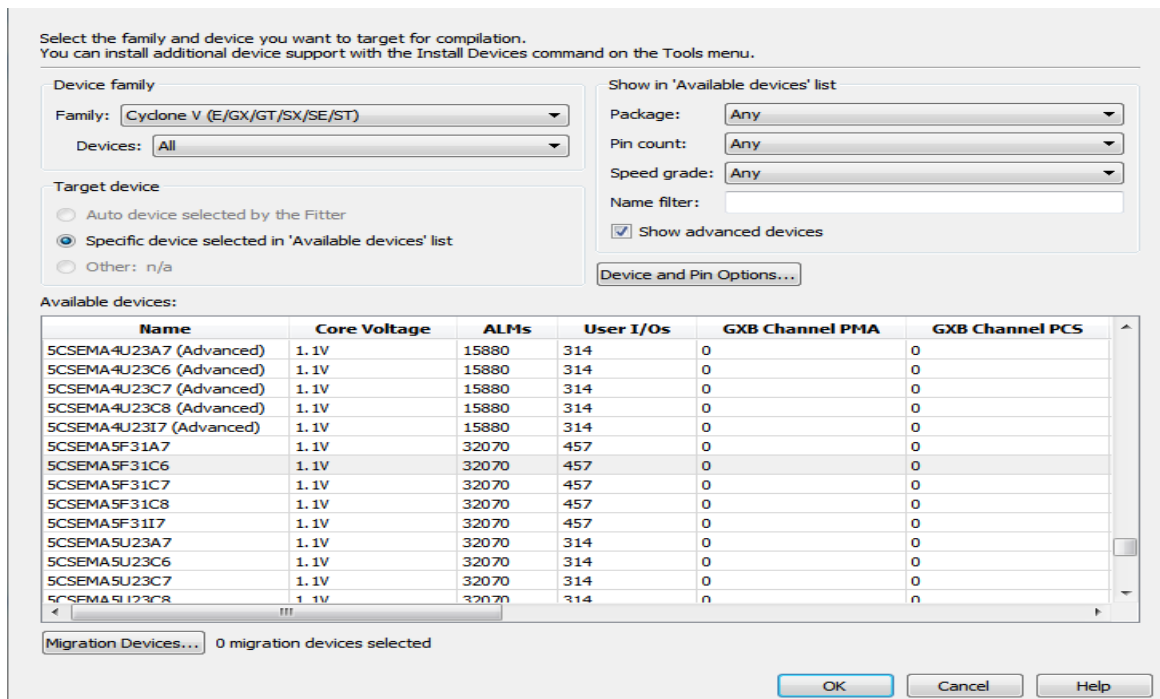 Select the family and device you want to target for compilation.
You can install additional device support with the Install Devices command on the Tools menu.
Device family
Family: Cyclone V (E/GX/GT/SX/SE/ST)
Devices: All
Target device
Auto device selected by the Fitter
Specific device selected in 'Available devices' list
Other: n/a
Show in 'Available devices' list
Package: Any
Pin count: Any
Speed grade: Any
Name filter:
Show advanced devices
Device and Pin Options...
Available devices:
Name Core Voltage ALMs User I/Os GXB Channel PMA GXB Channel PCS
5CSEMA4U23A7 (Advanced) 1.1V 15880 314 0 0
5CSEMA4U23C6 (Advanced) 1.1V 15880 314 0 0
5CSEMA4U23C7 (Advanced) 1.1V 15880 314 0 0
5CSEMA4U23C8 (Advanced) 1.1V 15880 314 0 0
5CSEMA4U23I7 (Advanced) 1.1V 15880 314 0 0
5CSEMA5F31A7 1.1V 32070 457 0 0
5CSEMA5F31C6 1.1V 32070 457 0 0
5CSEMA5F31C7 1.1V 32070 457 0 0
5CSEMA5F31C8 1.1V 32070 457 0 0
5CSEMA5F31I7 1.1V 32070 457 0 0
5CSEMA5U23A7 1.1V 32070 314 0 0
5CSEMA5U23C6 1.1V 32070 314 0 0
5CSEMA5U23C7 1.1V 32070 314 0 0
5CSEMA5U23C8 1.1V 32070 314 0 0
Migration Devices... 0 migration devices selected
OK Cancel Help